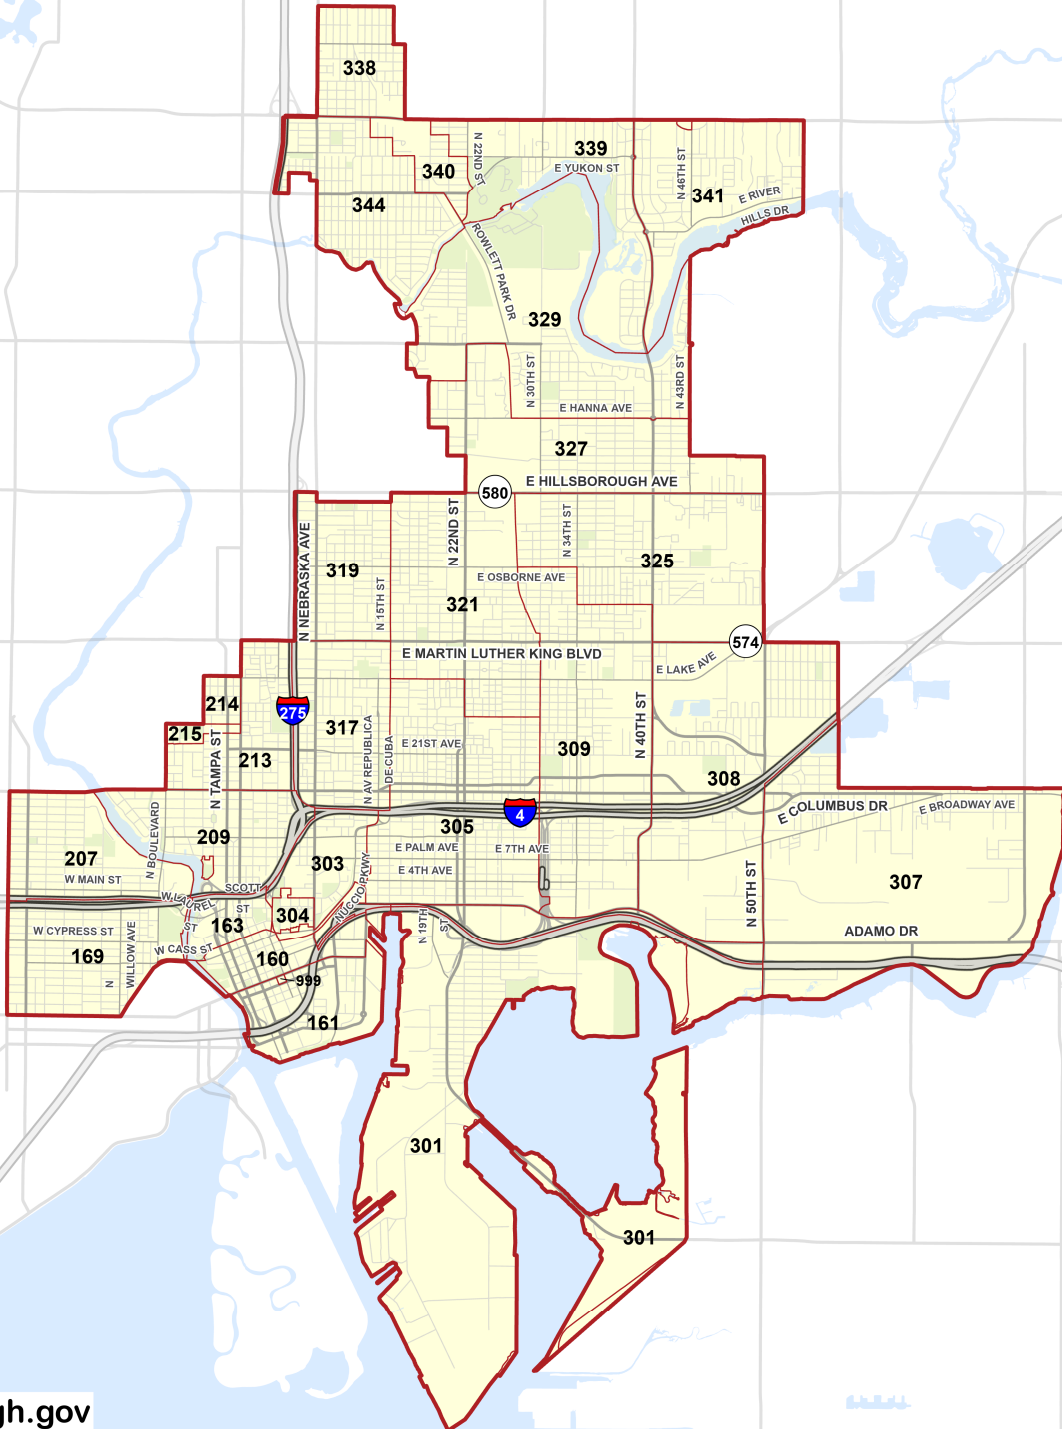 338
N 22ND ST
339
340
E YUKON ST
N 46TH ST
341
E RIVER
HILLS DR
344
ROWLETT PARK DR
329
N 30TH ST
N 43RD ST
E HANNA AVE
327
E HILLSBOROUGH AVE
580
N 22ND ST
N 34TH ST
N NEBRASKA AVE
325
319
E OSBORNE AVE
N 15TH ST
321
574
E MARTIN LUTHER KING BLVD
E LAKE AVE
214
275
N 40TH ST
215
317
N AV REPUBLICA
DE CUBA
E 21ST AVE
309
213
N TAMPA ST
308
E COLUMBUS DR
E BROADWAY AVE
4
305
N BOULEVARD
209
E PALM AVE
E 7TH AVE
207
303
E 4TH AVE
W MAIN ST
SCOTT
ST
307
N 50TH ST
W LAUREL
ST
NUCCIO PKWY
304
163
N 19TH
ST
W CYPRESS ST
ADAMO DR
W CASS ST
169
N
WILLOW AVE
160
999
161
301
301
gh.gov